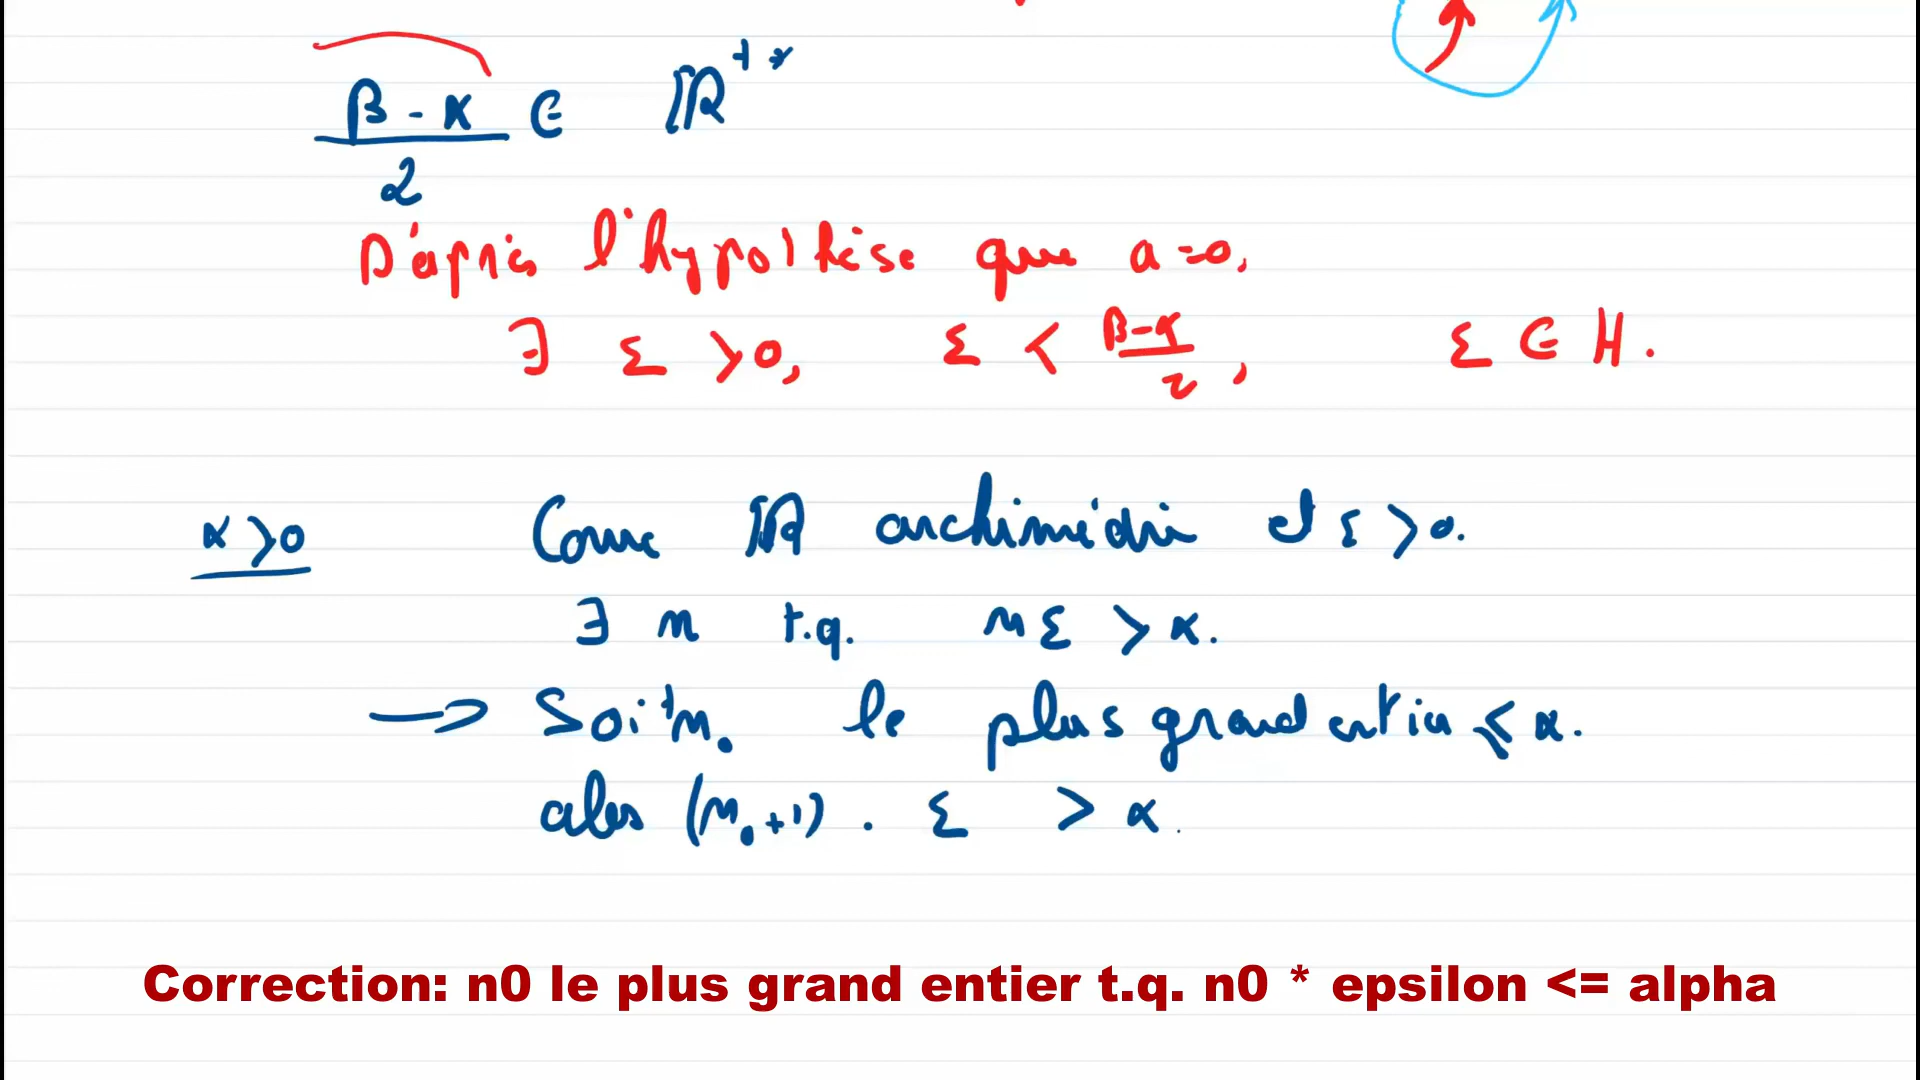 β - α ∈ ℝ⁺*
2
D'après l'hypothèse que a=0,
∃ ε >0, ε < β-α/2, ε ∈ H.
α>0 Comme ℝ archimédien et ε >0.
∃ n t.q. nε > α.
→ Soit n₀ le plus grand entier ≤ α.
alors (n₀+1) . ε > α.
Correction: n0 le plus grand entier t.q. n0 * epsilon <= alpha